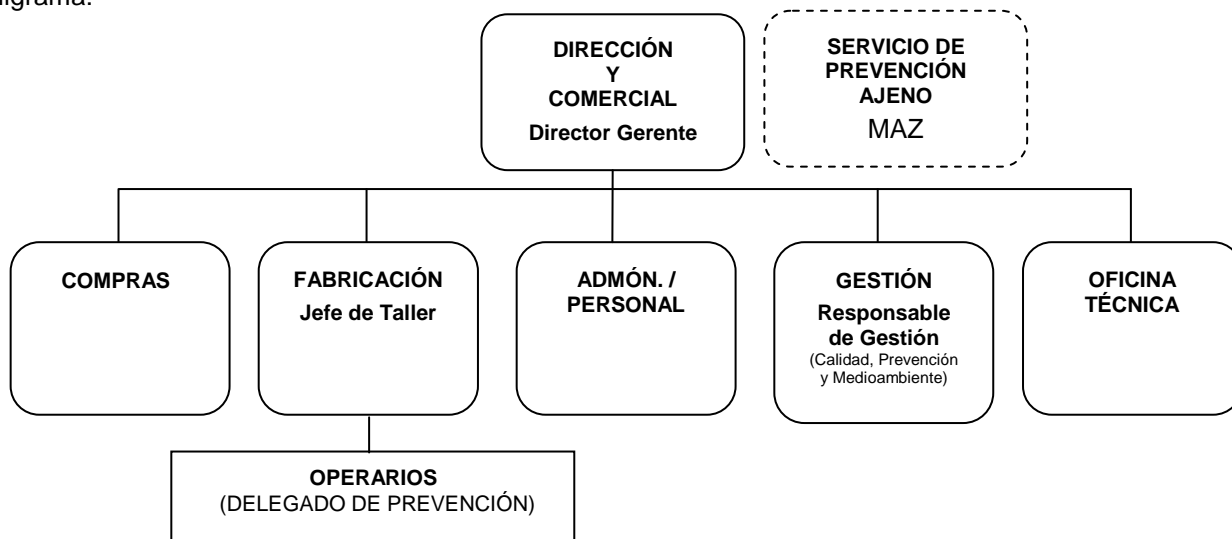 nigrama:
DIRECCIÓN
Y
COMERCIAL
Director Gerente
SERVICIO DE
PREVENCIÓN
AJENO
MAZ
COMPRAS
FABRICACIÓN
Jefe de Taller
ADMÓN. /
PERSONAL
GESTIÓN
Responsable
de Gestión
(Calidad, Prevención
y Medioambiente)
OFICINA
TÉCNICA
OPERARIOS
(DELEGADO DE PREVENCIÓN)